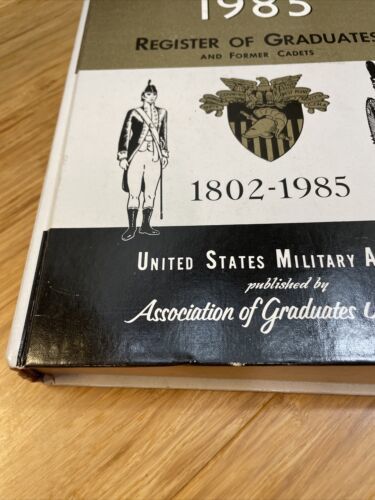 1985
REGISTER OF GRADUATES
AND FORMER CADETS
1802-1985
UNITED STATES MILITARY A
published by
Association of Graduates U